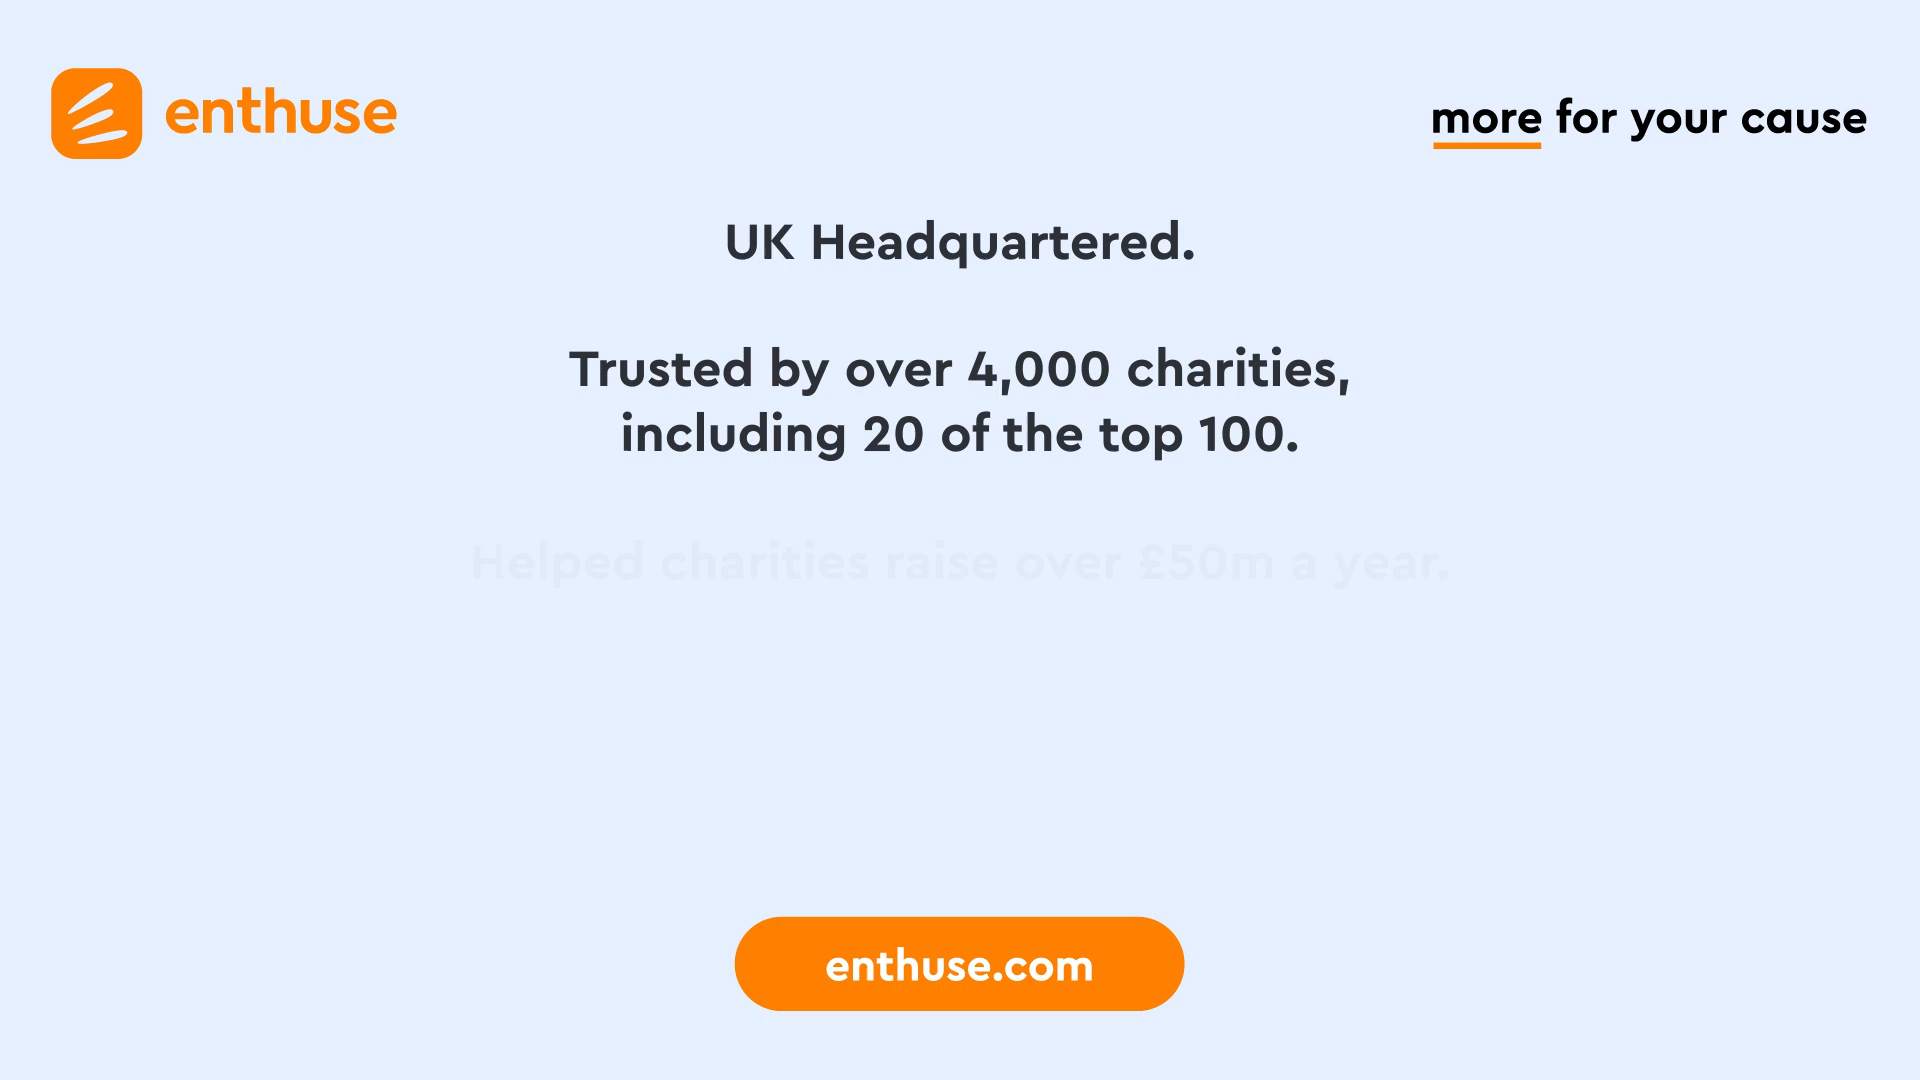 enthuse
more for your cause
UK Headquartered.
Trusted by over 4,000 charities,
including 20 of the top 100.
Helped charities raise over £50m a year.
enthuse.com